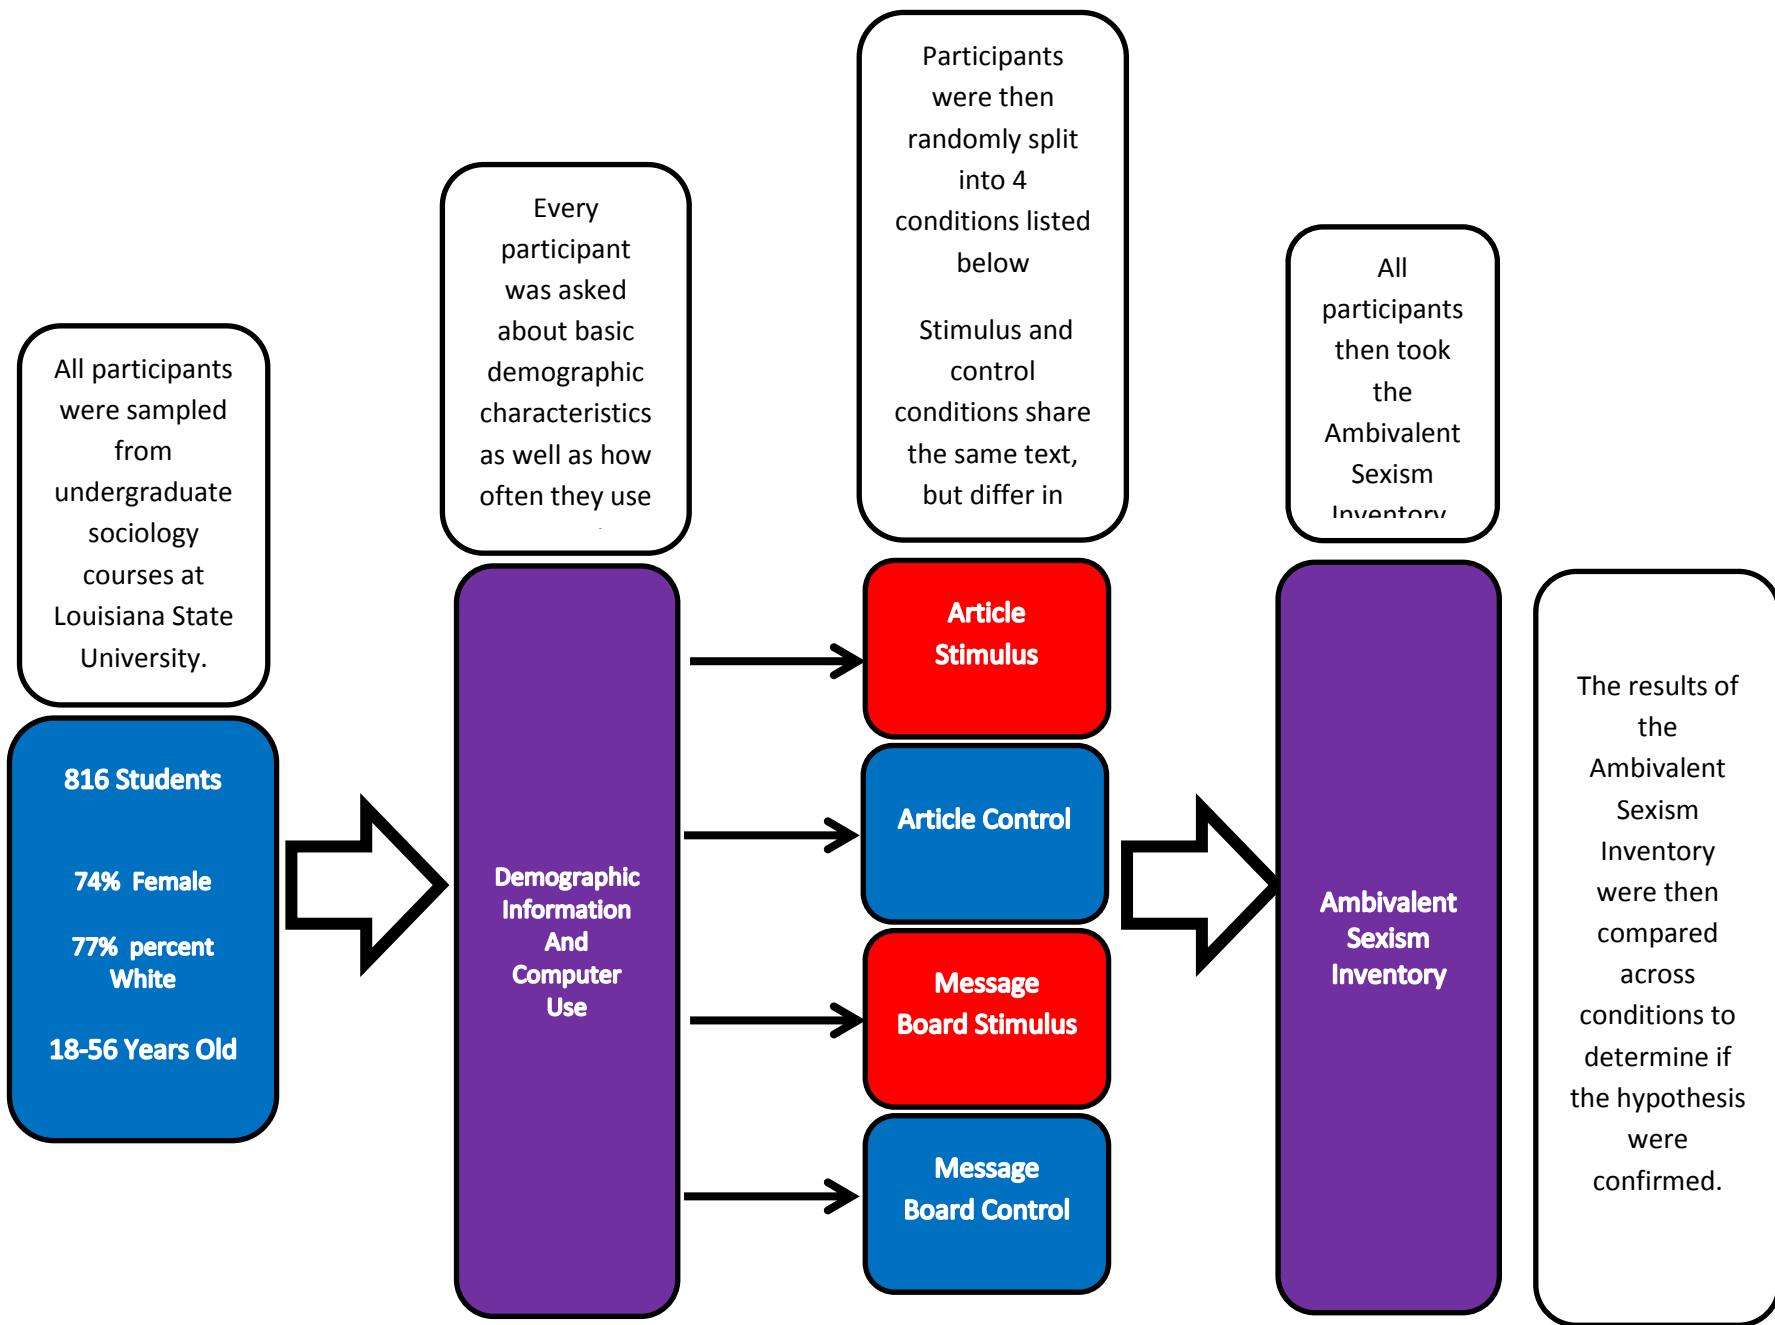 All participants
were sampled
from
undergraduate
sociology
courses at
Louisiana State
University.
816 Students
74% Female
77% percent
White
18-56 Years Old
Every
participant
was asked
about basic
demographic
characteristics
as well as how
often they use
Demographic
Information
And
Computer
Use
Participants
were then
randomly split
into 4
conditions listed
below
Stimulus and
control
conditions share
the same text,
but differ in
Article
Stimulus
Article Control
Message
Board Stimulus
Message
Board Control
All
participants
then took
the
Ambivalent
Sexism
Inventory
Ambivalent
Sexism
Inventory
The results of
the
Ambivalent
Sexism
Inventory
were then
compared
across
conditions to
determine if
the hypothesis
were
confirmed.